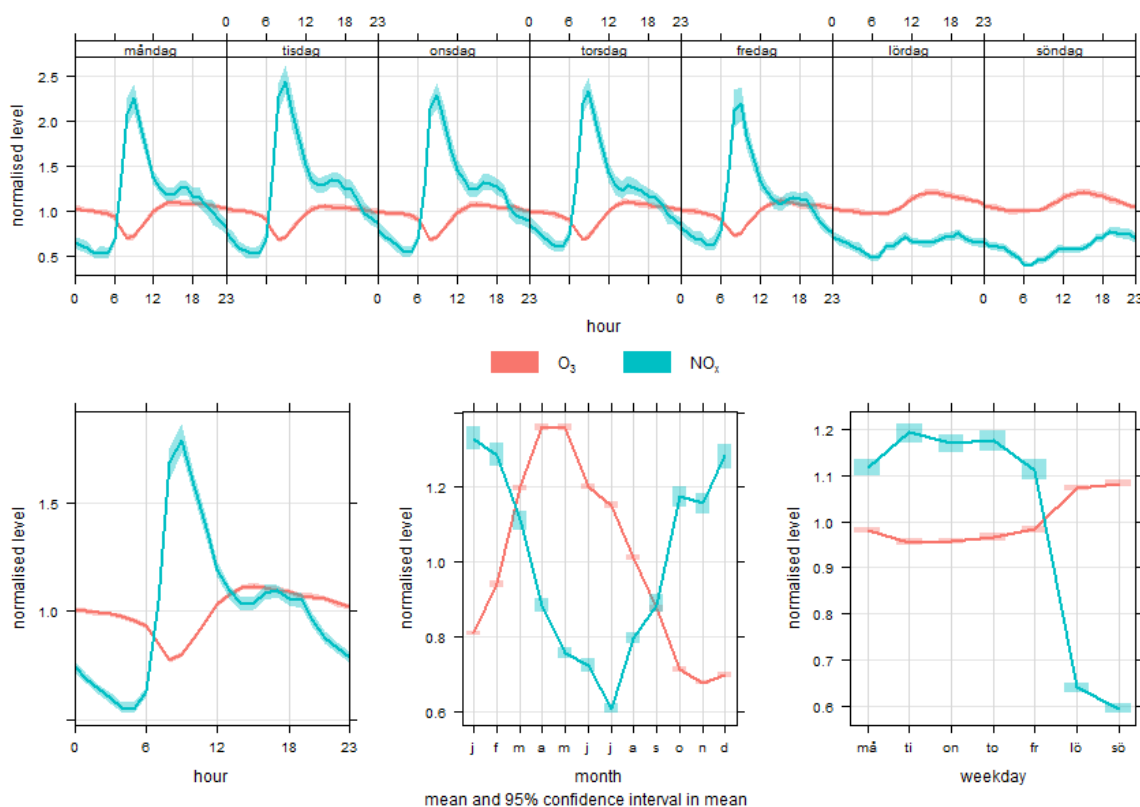 0 6 12 18 23 0 6 12 18 23 0 6 12 18 23
måndag tisdag onsdag torsdag fredag lördag söndag
2.5
2.0
1.5
1.0
0.5
normalised level
0 6 12 18 23 0 6 12 18 23 0 6 12 18 23 0 6 12 18 23
hour
O₃ NOₓ
1.5
1.0
normalised level
0 6 12 18 23
hour
1.2
1.0
0.8
0.6
normalised level
j f m a m j j a s o n d
month
1.2
1.1
1.0
0.9
0.8
0.7
0.6
normalised level
må ti on to fr lö sö
weekday
mean and 95% confidence interval in mean